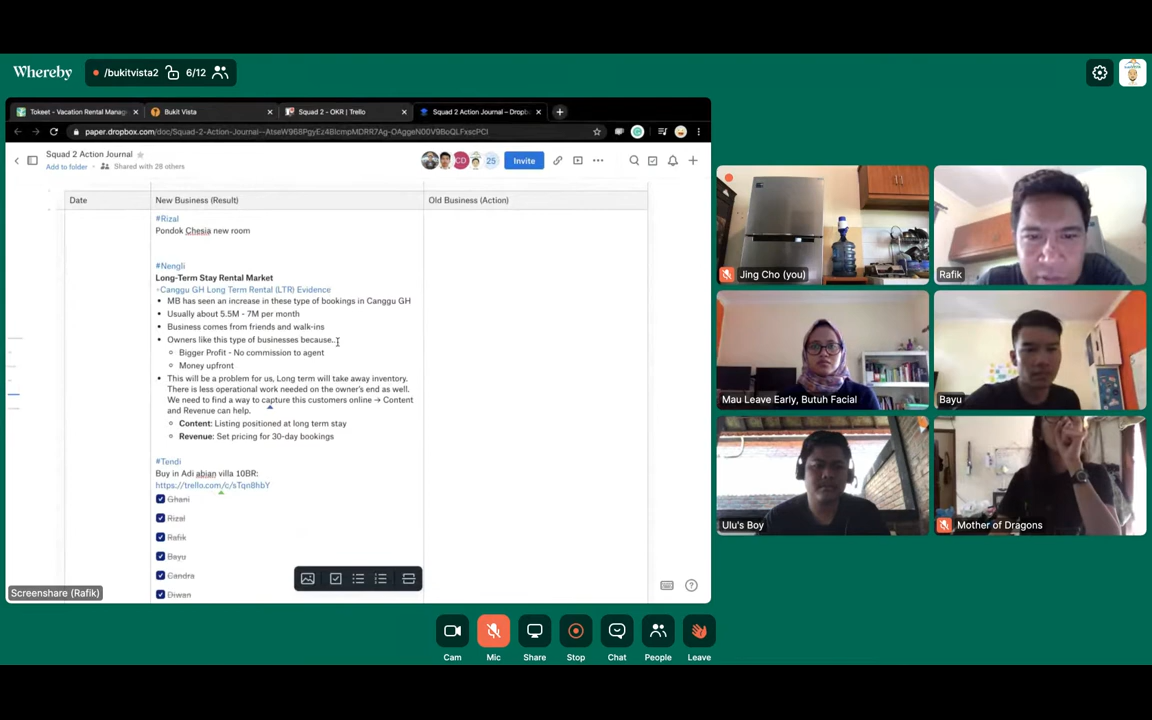 Whereby
/bukitvista2 6/12
Tokeet - Vacation Rental Manag
Bukit Vista
Squad 2 - OKR | Trello
Squad 2 Action Journal – Dropb
Squad 2 Action Journal
Add to folder
Shared with 28 others
CD
25
Invite
Date
New Business (Result)
Old Business (Action)
#Rizal
Pondok Chesia new room
#Nengli
Long-Term Stay Rental Market
Canggu GH Long Term Rental (LTR) Evidence
MB has seen an increase in these type of bookings in Canggu GH
Usually about 5.5M - 7M per month
Business comes from friends and walk-ins
Owners like this type of businesses because..
Bigger Profit - No commission to agent
Money upfront
This will be a problem for us, Long term will take away inventory.
There is less operational work needed on the owner's end as well.
We need to find a way to capture this customers online → Content
and Revenue can help.
Content: Listing positioned at long term stay
Revenue: Set pricing for 30-day bookings
#Tendi
Buy in Adi abian villa 10BR:
https://trello.com/c/sTqn8hbY
Ghani
Rizal
Rafik
Bayu
Candra
Diwan
Screenshare (Rafik)
Jing Cho (you)
Rafik
Mau Leave Early, Butuh Facial
Bayu
Ulu's Boy
Mother of Dragons
Cam
Mic
Share
Stop
Chat
People
Leave